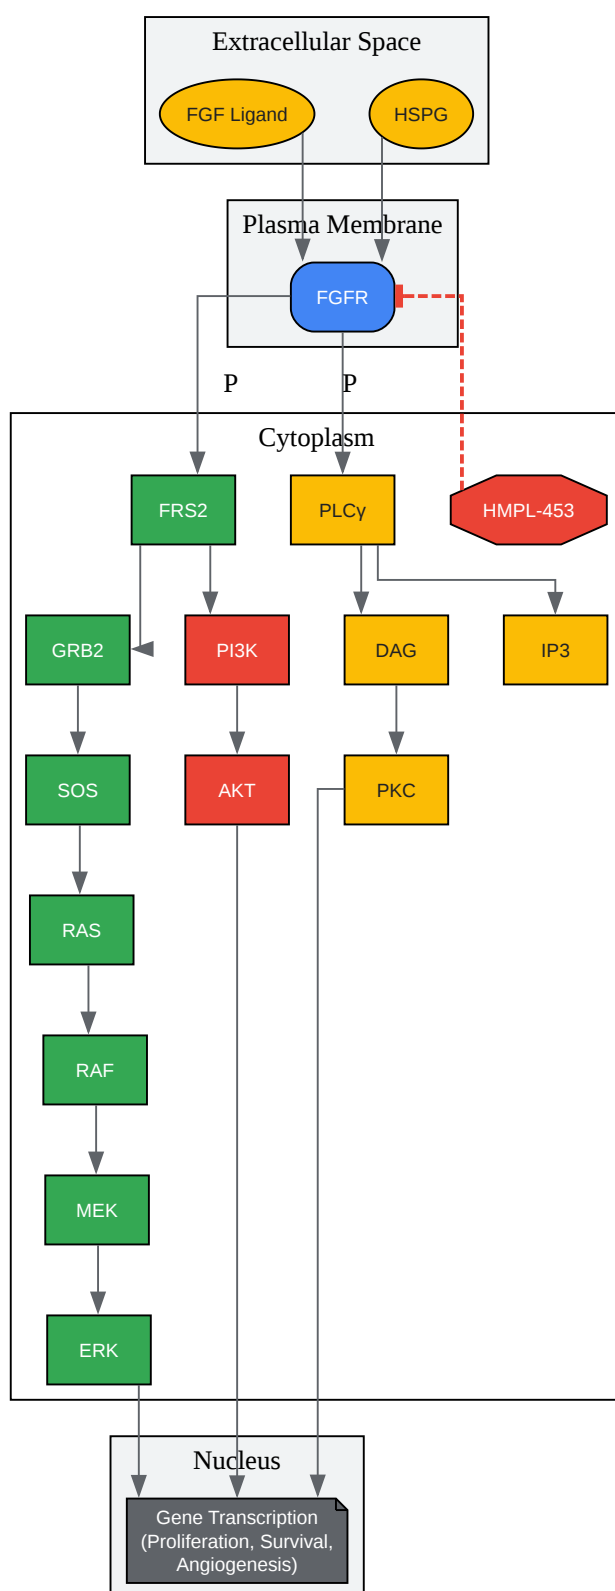 Extracellular Space
FGF Ligand
HSPG
Plasma Membrane
FGFR
P
P
Cytoplasm
FRS2
PLCγ
HMPL-453
GRB2
PI3K
DAG
IP3
SOS
AKT
PKC
RAS
RAF
MEK
ERK
Nucleus
Gene Transcription
(Proliferation, Survival,
Angiogenesis)